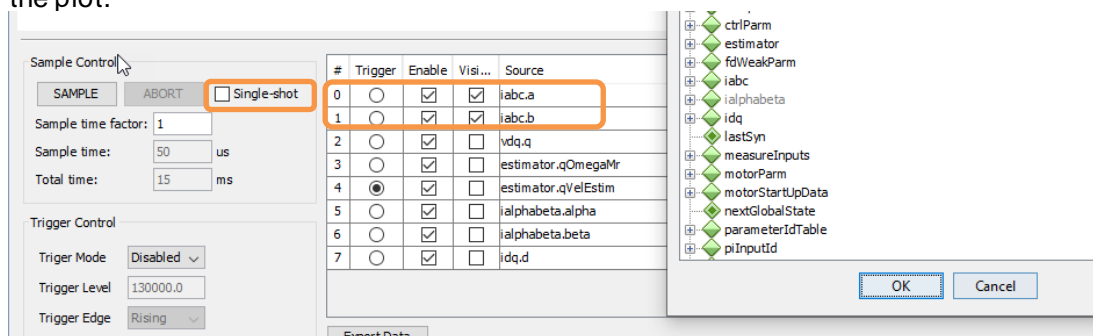 the plot.
Sample Control
SAMPLE ABORT Single-shot
Sample time factor: 1
Sample time: 50 us
Total time: 15 ms
Trigger Control
Triger Mode Disabled
Trigger Level 130000.0
Trigger Edge Rising
# Trigger Enable Visi... Source
0 iabc.a
1 iabc.b
2 vdq.q
3 estimator.qOmegaMr
4 estimator.qVelEstim
5 ialphabeta.alpha
6 ialphabeta.beta
7 idq.d
Export Data
ctrlParm
estimator
fdWeakParm
iabc
ialphabeta
idq
lastSyn
measureInputs
motorParm
motorStartUpData
nextGlobalState
parameterIdTable
piInputId
OK Cancel